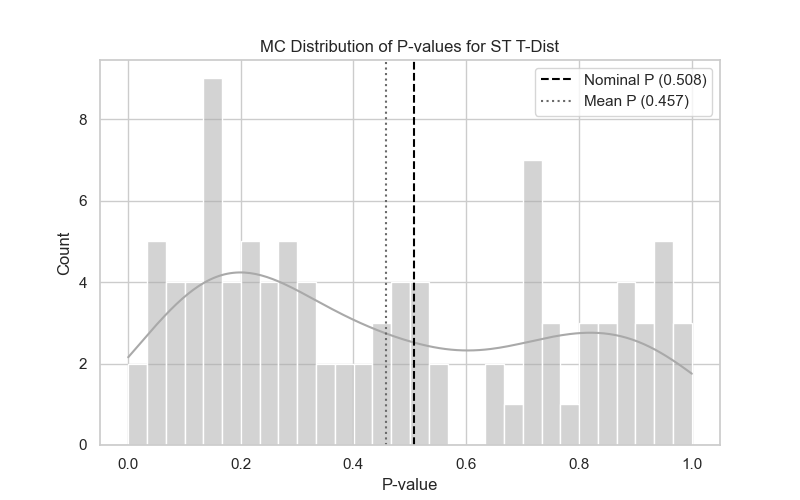 MC Distribution of P-values for ST T-Dist
Nominal P (0.508)
Mean P (0.457)
Count
8
6
4
2
0
0.0 0.2 0.4 0.6 0.8 1.0
P-value